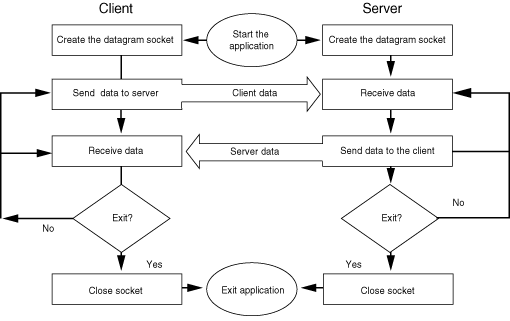 Client
Server
Start the
application
Create the datagram socket
Create the datagram socket
Send data to server
Client data
Receive data
Receive data
Server data
Send data to the client
Exit?
No
Exit?
No
Yes
Yes
Close socket
Exit application
Close socket